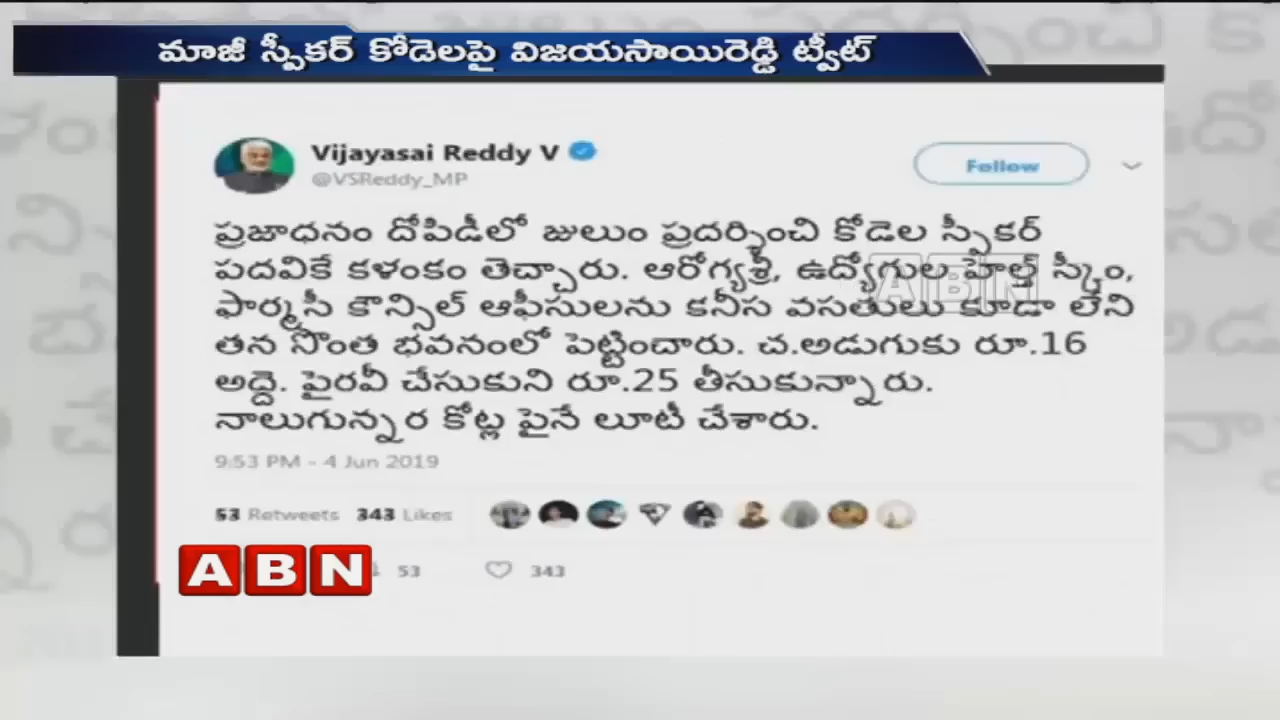 మాజీ స్పీకర్ కోడెలపై విజయసాయిరెడ్డి ట్వీట్
Vijayasai Reddy V
@VSReddy_MP
Follow
ప్రజాధనం దోపిడీలో జులుం ప్రదర్శించి కోడెల స్పీకర్
పదవికే కళంకం తెచ్చారు. ఆరోగ్యశ్రీ, ఉద్యోగుల హెల్త్ స్కీం,
ఫార్మసీ కౌన్సిల్ ఆఫీసులను కనీస వసతులు కూడా లేని
తన సొంత భవనంలో పెట్టించారు. చ.అడుగుకు రూ.16
అద్దె. పైరవీ చేసుకుని రూ.25 తీసుకున్నారు.
నాలుగున్నర కోట్ల పైనే లూటీ చేశారు.
9:53 PM - 4 Jun 2019
53 Retweets 343 Likes
ABN
53 343
ABN